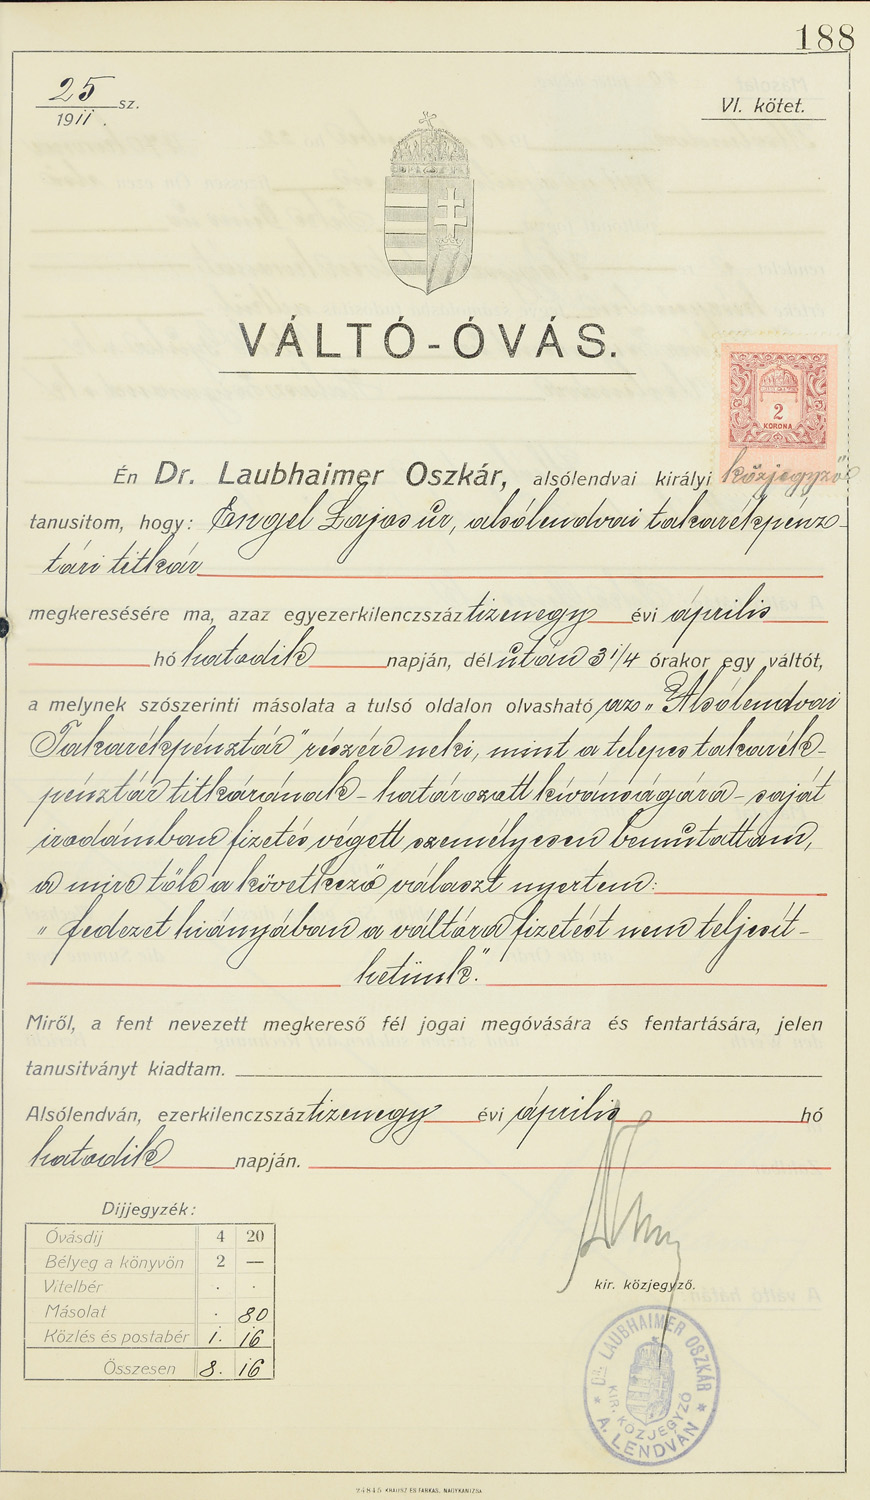 188
25 sz.
1911.
VI. kötet.
VÁLTÓ-ÓVÁS.
2
KORONA
Én Dr. Laubhaimer Oszkár, alsólendvai királyi közjegyző
tanusitom, hogy: Engel Lajos úr, alsólendvai takarékpénz-
tári titkár
megkeresésére ma, azaz egyezerkilenczszáz tizenegy évi április
hó hatodik napján, dél után 3 1/4 órakor egy váltót,
a melynek szószerinti másolata a tulsó oldalon olvasható az "Alsólendvai
Takarékpénztár" részére neki, mint a telepes takarék-
pénztár titkárának - határozott kívánságára - saját
irodámban fizetés végett személyesen bemutattam,
a mire tőle a következő választ nyertem:
"fedezet hiányában a váltóra fizetést nem teljesít-
hetünk".
Miről, a fent nevezett megkereső fél jogai megóvására és fentartására, jelen
tanusitványt kiadtam.
Alsólendván, ezerkilenczszáz tizenegy évi április hó
hatodik napján.
Dijjegyzék:
Óvásdij 4 20
Bélyeg a könyvön 2 —
Vitelbér . .
Másolat . 80
Közlés és postabér 1. 16
Összesen 8. 16
kir. közjegyző.
* DR. LAUBHAIMER OSZKÁR *
KIR. KÖZJEGYZŐ
A. LENDVÁN
24845 KRAUSZ ÉS FARKAS, NAGYKANIZSA